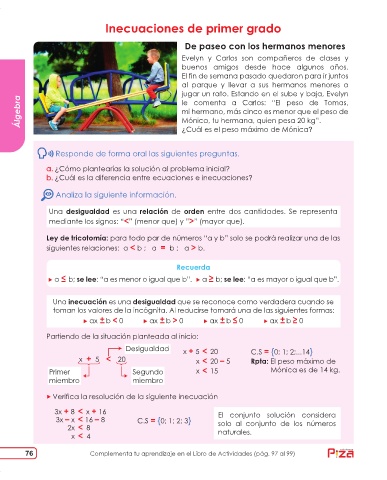 Inecuaciones de primer grado
De paseo con los hermanos menores
Evelyn y Carlos son compañeros de clases y
buenos amigos desde hace algunos años.
El fin de semana pasado quedaron para ir juntos
al parque y llevar a sus hermanos menores a
jugar un rato. Estando en el sube y baja, Evelyn
le comenta a Carlos: “El peso de Tomas,
mi hermano, más cinco es menor que el peso de
Mónica, tu hermana, quien pesa 20 kg”.
¿Cuál es el peso máximo de Mónica?
Álgebra
Responde de forma oral las siguientes preguntas.
a. ¿Cómo plantearías la solución al problema inicial?
b. ¿Cuál es la diferencia entre ecuaciones e inecuaciones?
Analiza la siguiente información.
Una desigualdad es una relación de orden entre dos cantidades. Se representa
mediante los signos: “<” (menor que) y “>” (mayor que).
Ley de tricotomía: para todo par de números “a y b” solo se podrá realizar una de las
siguientes relaciones: a < b ; a = b ; a > b.
Recuerda
a ≤ b; se lee: “a es menor o igual que b”. a ≥ b; se lee: “a es mayor o igual que b”.
Una inecuación es una desigualdad que se reconoce como verdadera cuando se
toman los valores de la incógnita. Al reducirse tomará una de las siguientes formas:
ax ± b < 0 ax ± b > 0 ax ± b ≤ 0 ax ± b ≥ 0
Partiendo de la situación planteada al inicio:
Desigualdad
x + 5 < 20
Primer miembro
Segundo miembro
x + 5 < 20
x < 20 – 5
x < 15
C.S = {0; 1; 2;...14}
Rpta: El peso máximo de
Mónica es de 14 kg.
Verifica la resolución de la siguiente inecuación
3x + 8 < x + 16
3x – x < 16 – 8
2x < 8
x < 4
C.S = {0; 1; 2; 3}
El conjunto solución considera
solo al conjunto de los números
naturales.
76
Complementa tu aprendizaje en el Libro de Actividades (pág. 97 al 99)
Piza